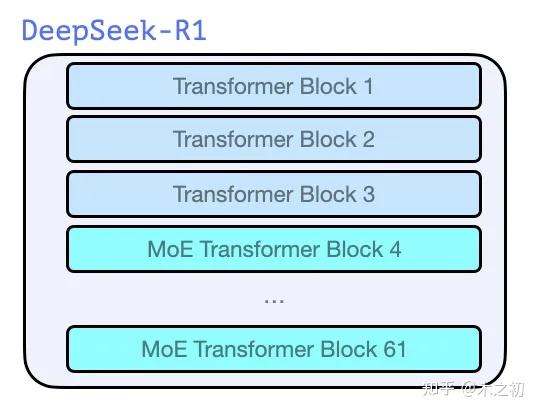 DeepSeek-R1
Transformer Block 1
Transformer Block 2
Transformer Block 3
MoE Transformer Block 4
...
MoE Transformer Block 61
知乎 @木之初